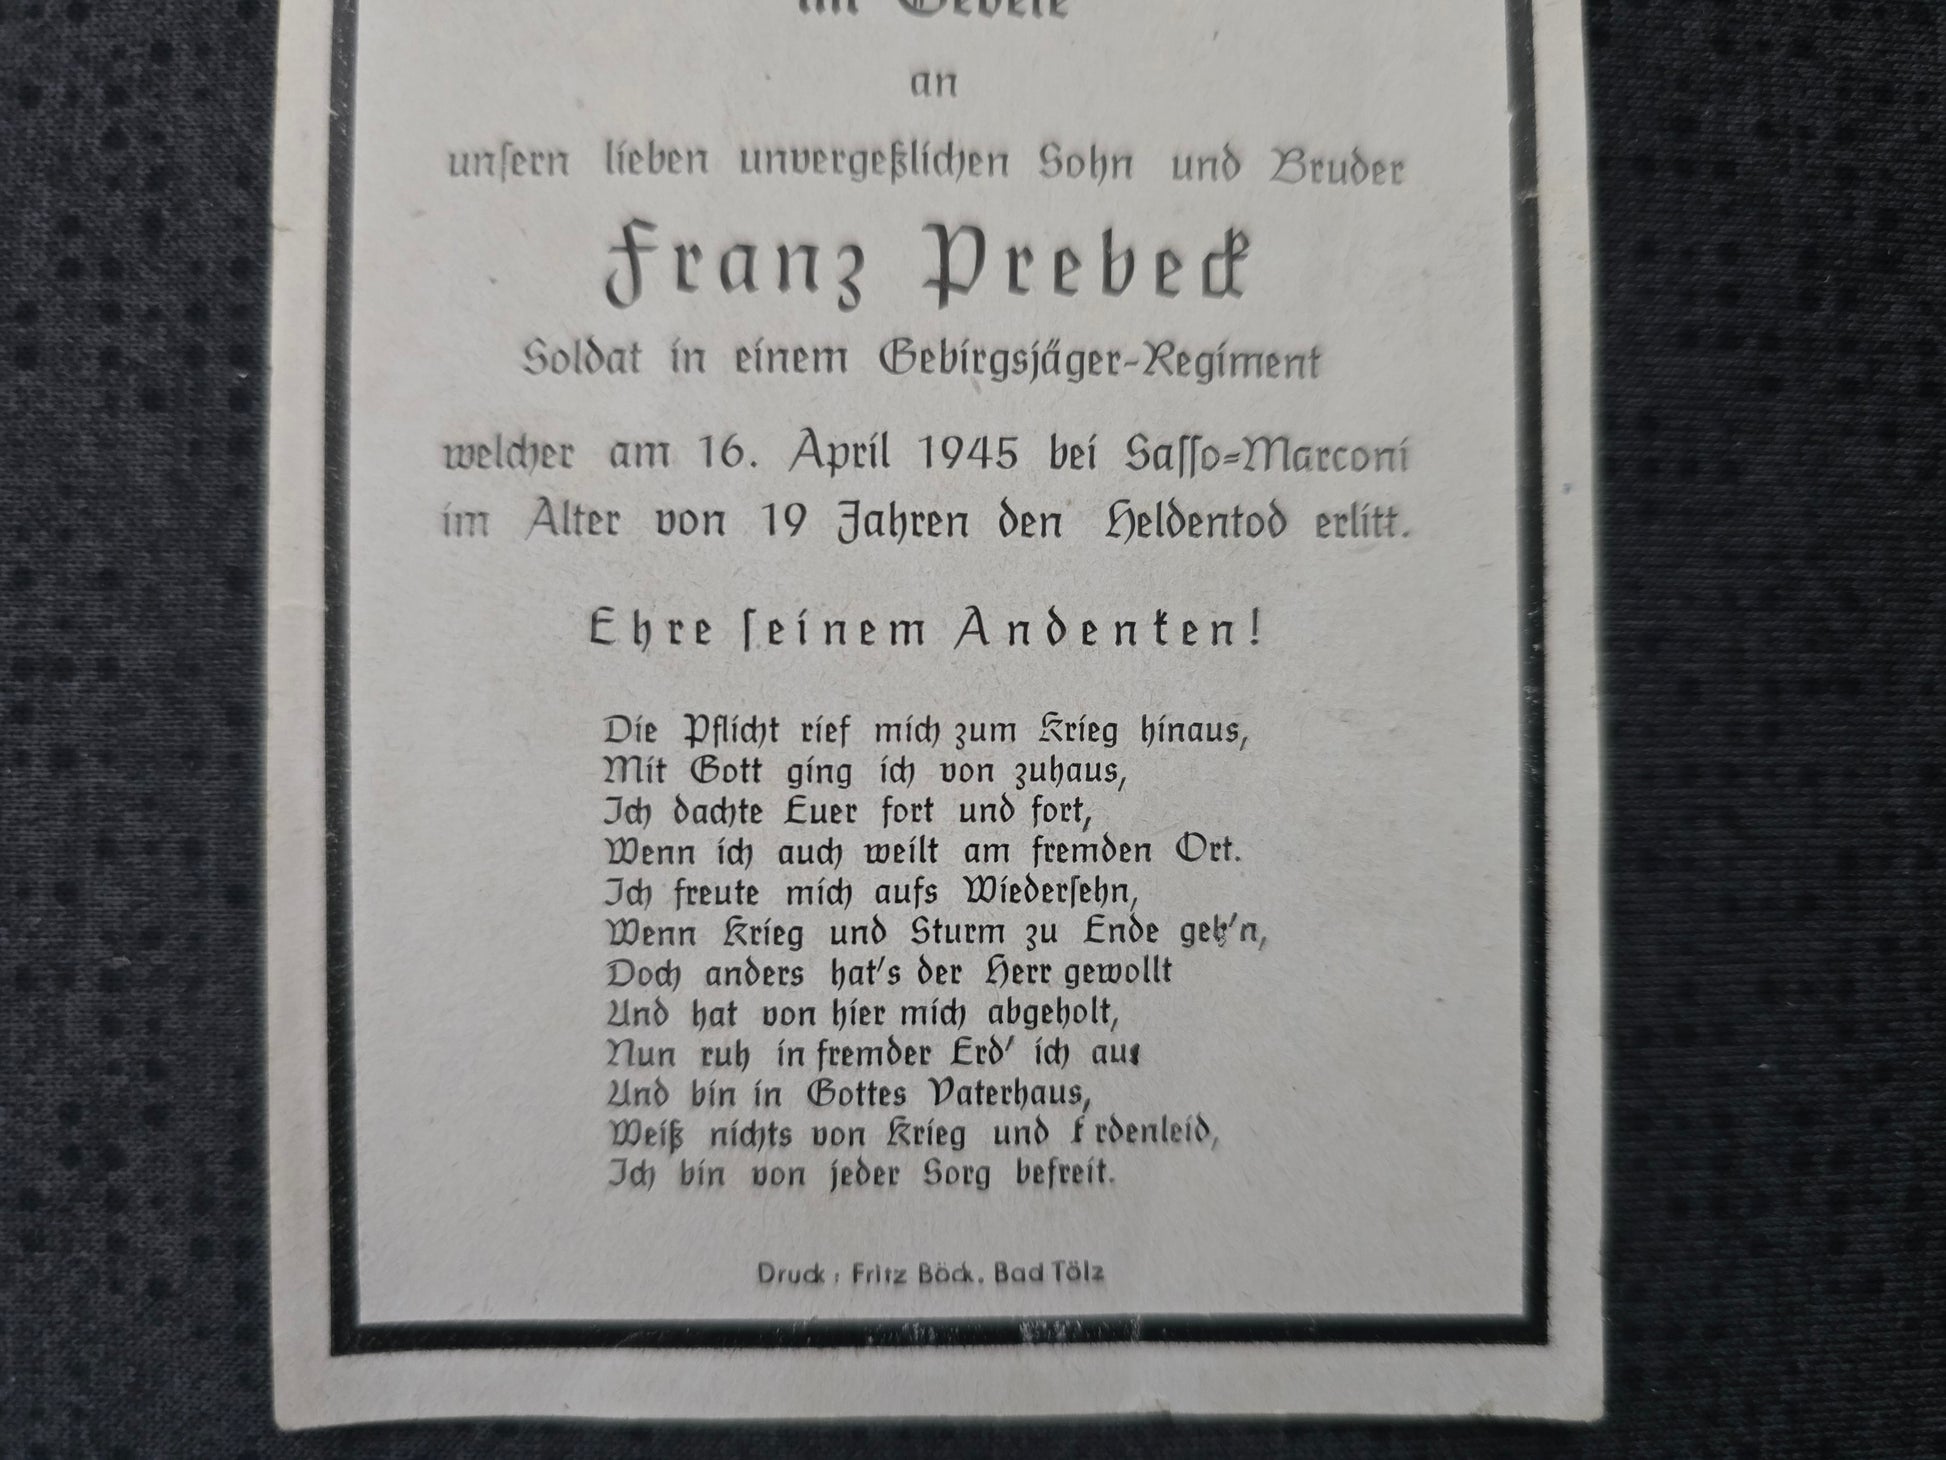 im Gebete
an
unſern lieben unvergeßlichen Sohn und Bruder
Franz Prebeck
Soldat in einem Gebirgsjäger-Regiment
welcher am 16. April 1945 bei Saſſo-Marconi
im Alter von 19 Jahren den Heldentod erlitt.
Ehre ſeinem Andenken!
Die Pflicht rief mich zum Krieg hinaus,
Mit Gott ging ich von zuhaus,
Ich dachte Euer fort und fort,
Wenn ich auch weilt am fremden Ort.
Ich freute mich aufs Wiederſehn,
Wenn Krieg und Sturm zu Ende geh'n,
Doch anders hat's der Herr gewollt
Und hat von hier mich abgeholt,
Nun ruh in fremder Erd' ich aus
Und bin in Gottes Vaterhaus,
Weiß nichts von Krieg und Erdenleid,
Ich bin von jeder Sorg befreit.
Druck: Fritz Böck, Bad Tölz